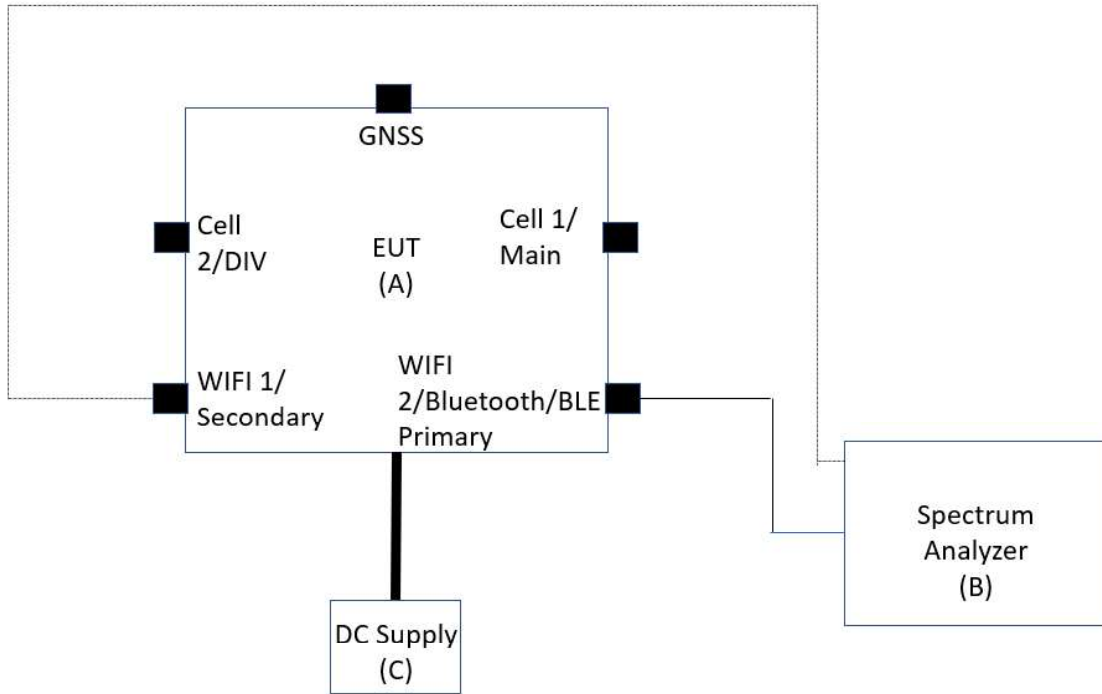 GNSS
Cell
2/DIV
EUT
(A)
Cell 1/
Main
WIFI 1/
Secondary
WIFI
2/Bluetooth/BLE
Primary
Spectrum
Analyzer
(B)
DC Supply
(C)